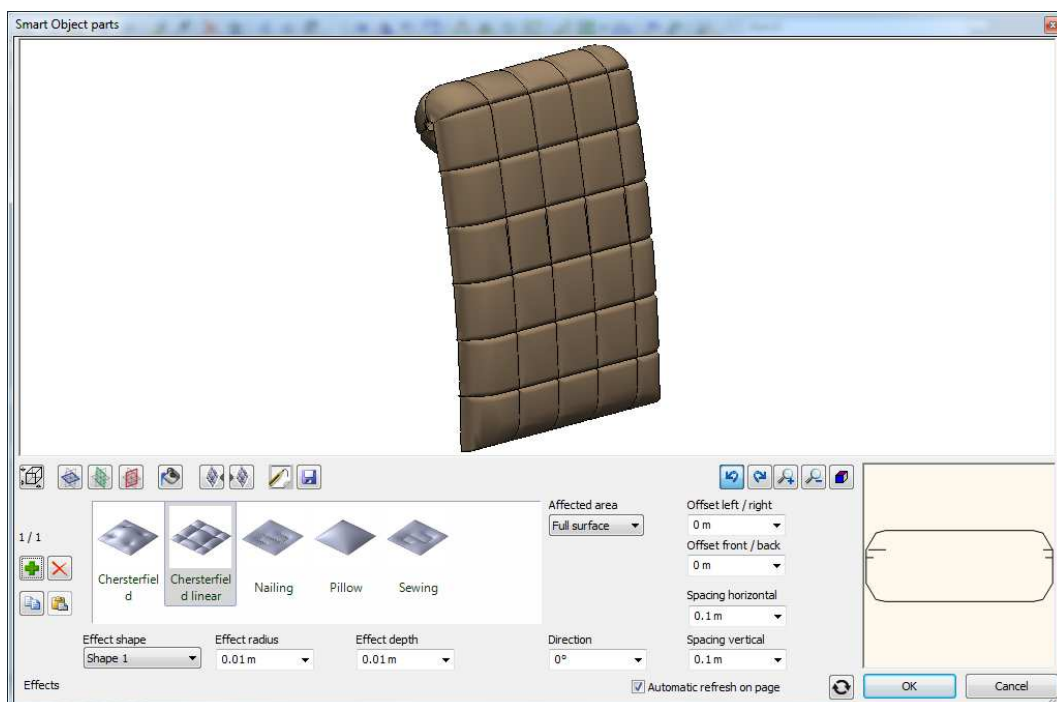 Smart Object parts
Affected area
Full surface
Offset left / right
0 m
Offset front / back
0 m
1 / 1
Chersterfiel
d
Chersterfiel
d linear
Nailing
Pillow
Sewing
Spacing horizontal
0.1 m
Effect shape
Shape 1
Effect radius
0.01 m
Effect depth
0.01 m
Direction
0°
Spacing vertical
0.1 m
Effects
Automatic refresh on page
OK
Cancel